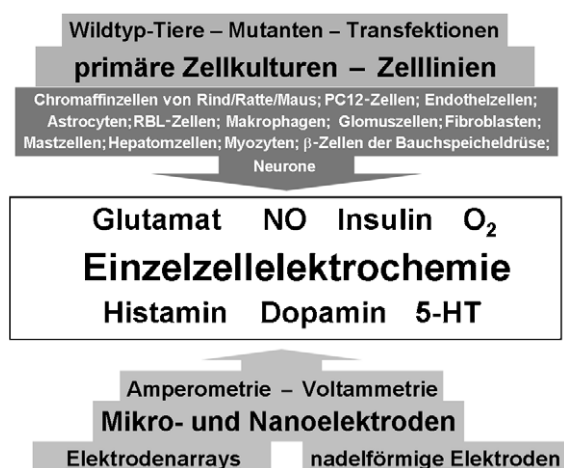 Wildtyp-Tiere – Mutanten – Transfektionen
primäre Zellkulturen – Zelllinien
Chromaffinzellen von Rind/Ratte/Maus; PC12-Zellen; Endothelzellen;
Astrocyten;RBL-Zellen; Makrophagen; Glomuszellen;Fibroblasten;
Mastzellen;Hepatomzellen; Myozyten; β-Zellen der Bauchspeicheldrüse;
Neurone
Glutamat NO Insulin O₂
Einzelzellelektrochemie
Histamin Dopamin 5-HT
Amperometrie – Voltammetrie
Mikro- und Nanoelektroden
Elektrodenarrays nadelförmige Elektroden